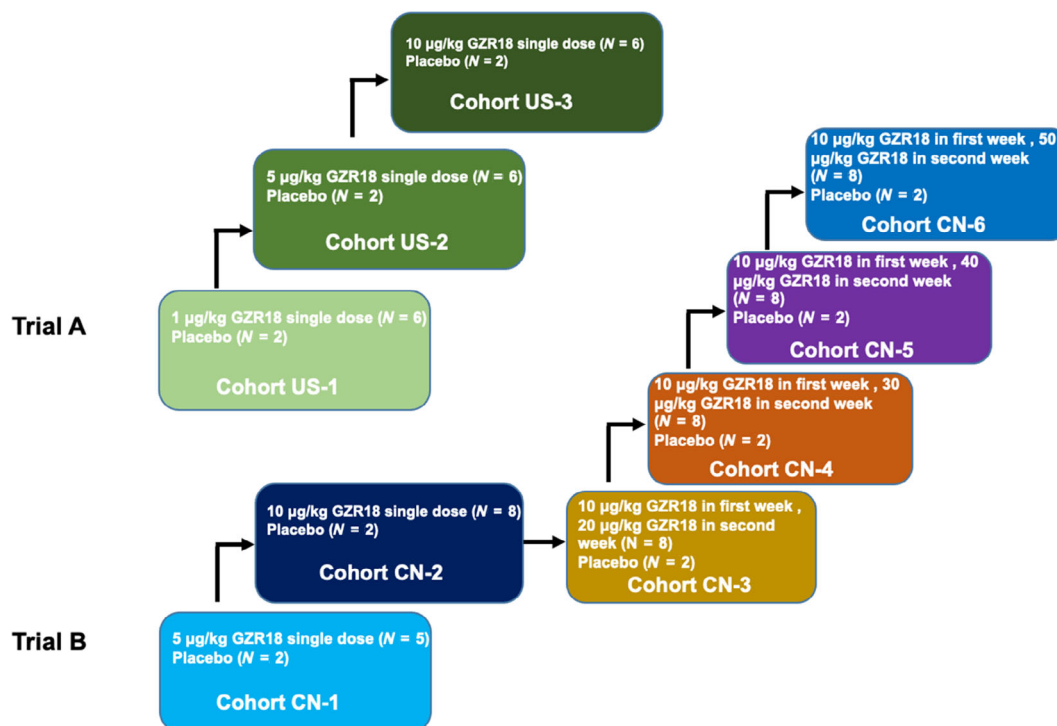 10 µg/kg GZR18 single dose (N = 6)
Placebo (N = 2)
Cohort US-3
5 µg/kg GZR18 single dose (N = 6)
Placebo (N = 2)
Cohort US-2
Trial A
1 µg/kg GZR18 single dose (N = 6)
Placebo (N = 2)
Cohort US-1
10 µg/kg GZR18 in first week , 50
µg/kg GZR18 in second week
(N = 8)
Placebo (N = 2)
Cohort CN-6
10 µg/kg GZR18 in first week , 40
µg/kg GZR18 in second week
(N = 8)
Placebo (N = 2)
Cohort CN-5
10 µg/kg GZR18 in first week , 30
µg/kg GZR18 in second week
(N = 8)
Placebo (N = 2)
Cohort CN-4
10 µg/kg GZR18 single dose (N = 8)
Placebo (N = 2)
Cohort CN-2
10 µg/kg GZR18 in first week ,
20 µg/kg GZR18 in second
week (N = 8)
Placebo (N = 2)
Cohort CN-3
Trial B
5 µg/kg GZR18 single dose (N = 5)
Placebo (N = 2)
Cohort CN-1